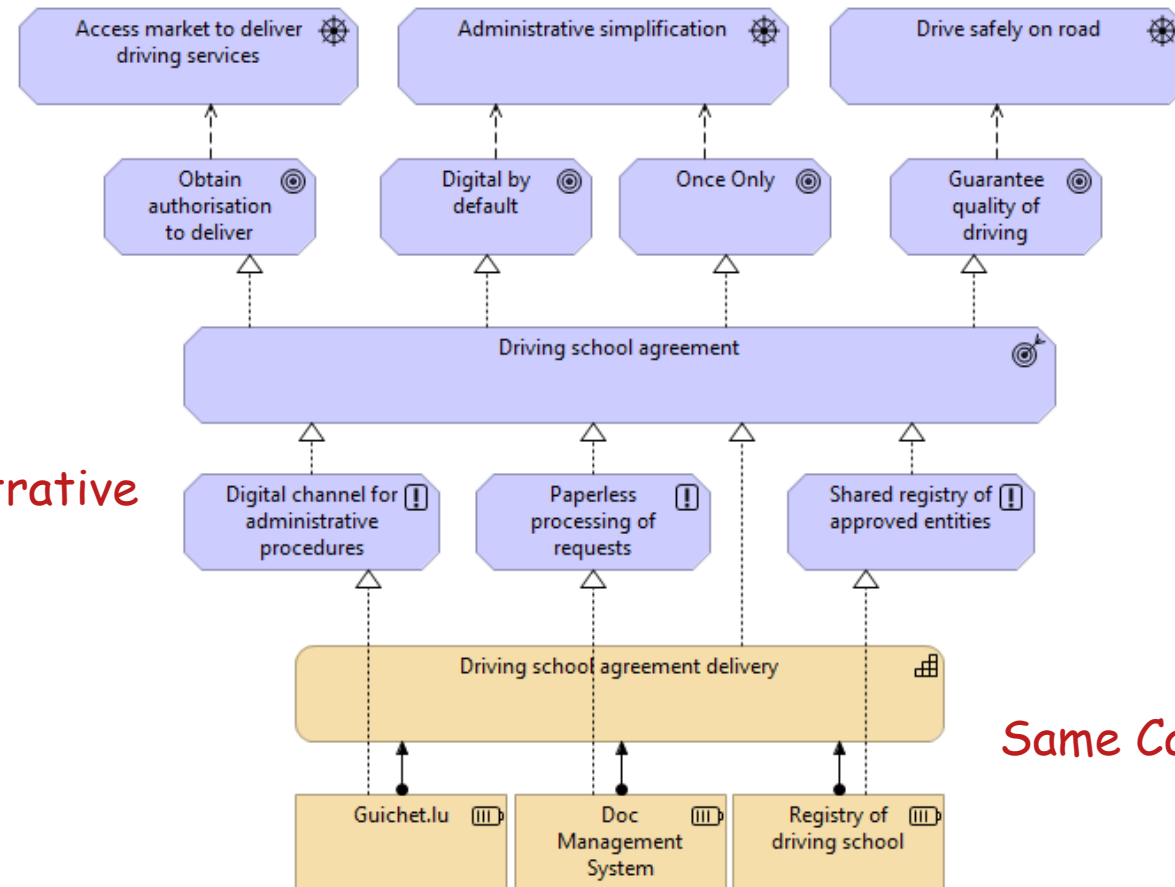 Access market to deliver
driving services
Administrative simplification
Drive safely on road
Obtain
authorisation
to deliver
Digital by
default
Once Only
Guarantee
quality of
driving
Driving school agreement
trative
Digital channel for
administrative
procedures
Paperless
processing of
requests
Shared registry of
approved entities
Driving school agreement delivery
Same
Guichet.lu
Doc
Management
System
Registry of
driving school